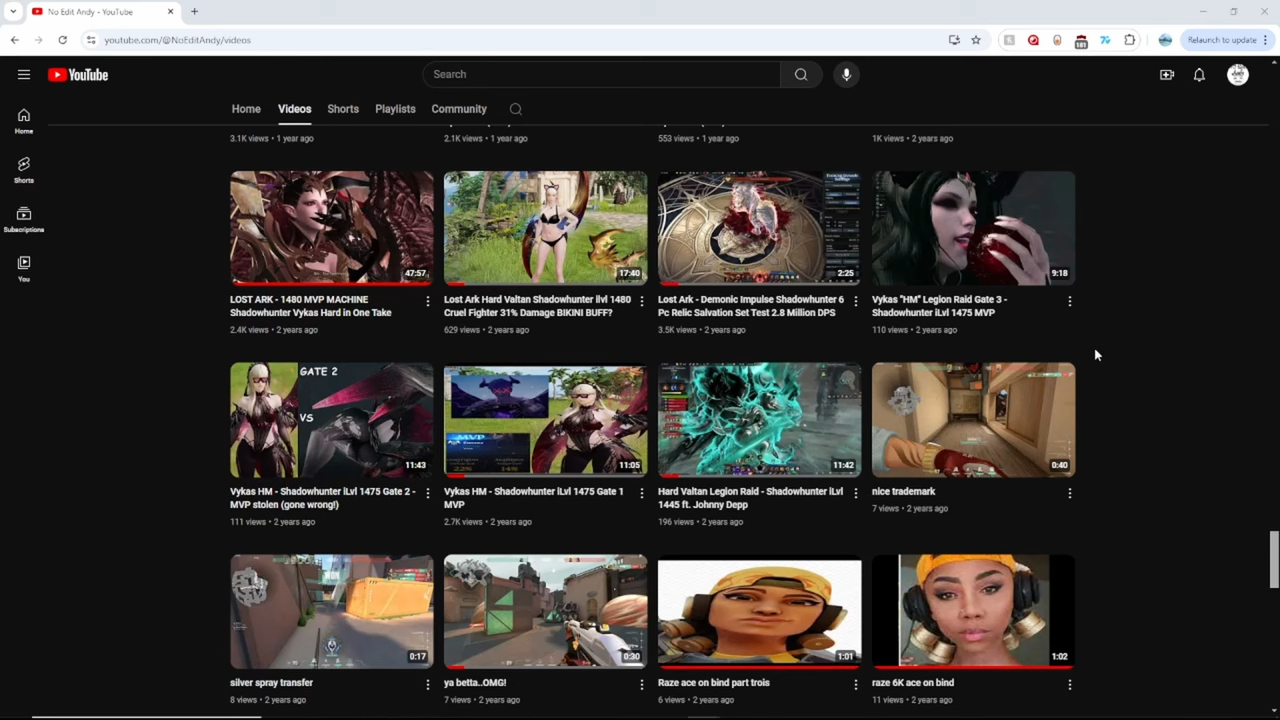 No Edit Andy - YouTube
youtube.com/@NoEditAndy/videos
181
Relaunch to update
YouTube
Search
Home
Shorts
Subscriptions
You
Home Videos Shorts Playlists Community
3.1K views • 1 year ago
2.1K views • 1 year ago
553 views • 1 year ago
1K views • 2 years ago
47:57
17:40
2:25
9:18
LOST ARK - 1480 MVP MACHINE
Shadowhunter Vykas Hard in One Take
2.4K views • 2 years ago
Lost Ark Hard Valtan Shadowhunter ilvl 1480
Cruel Fighter 31% Damage BIKINI BUFF?
629 views • 2 years ago
Lost Ark - Demonic Impulse Shadowhunter 6
Pc Relic Salvation Set Test 2.8 Million DPS
3.5K views • 2 years ago
Vykas "HM" Legion Raid Gate 3 -
Shadowhunter iLvl 1475 MVP
110 views • 2 years ago
GATE 2
VS
11:43
MVP
11:05
11:42
0:40
Vykas HM - Shadowhunter iLvl 1475 Gate 2 -
MVP stolen (gone wrong!)
111 views • 2 years ago
Vykas HM - Shadowhunter iLvl 1475 Gate 1
MVP
2.7K views • 2 years ago
Hard Valtan Legion Raid - Shadowhunter iLvl
1445 ft. Johnny Depp
196 views • 2 years ago
nice trademark
7 views • 2 years ago
0:17
0:30
1:01
1:02
silver spray transfer
8 views • 2 years ago
ya betta..OMG!
7 views • 2 years ago
Raze ace on bind part trois
6 views • 2 years ago
raze 6K ace on bind
11 views • 2 years ago